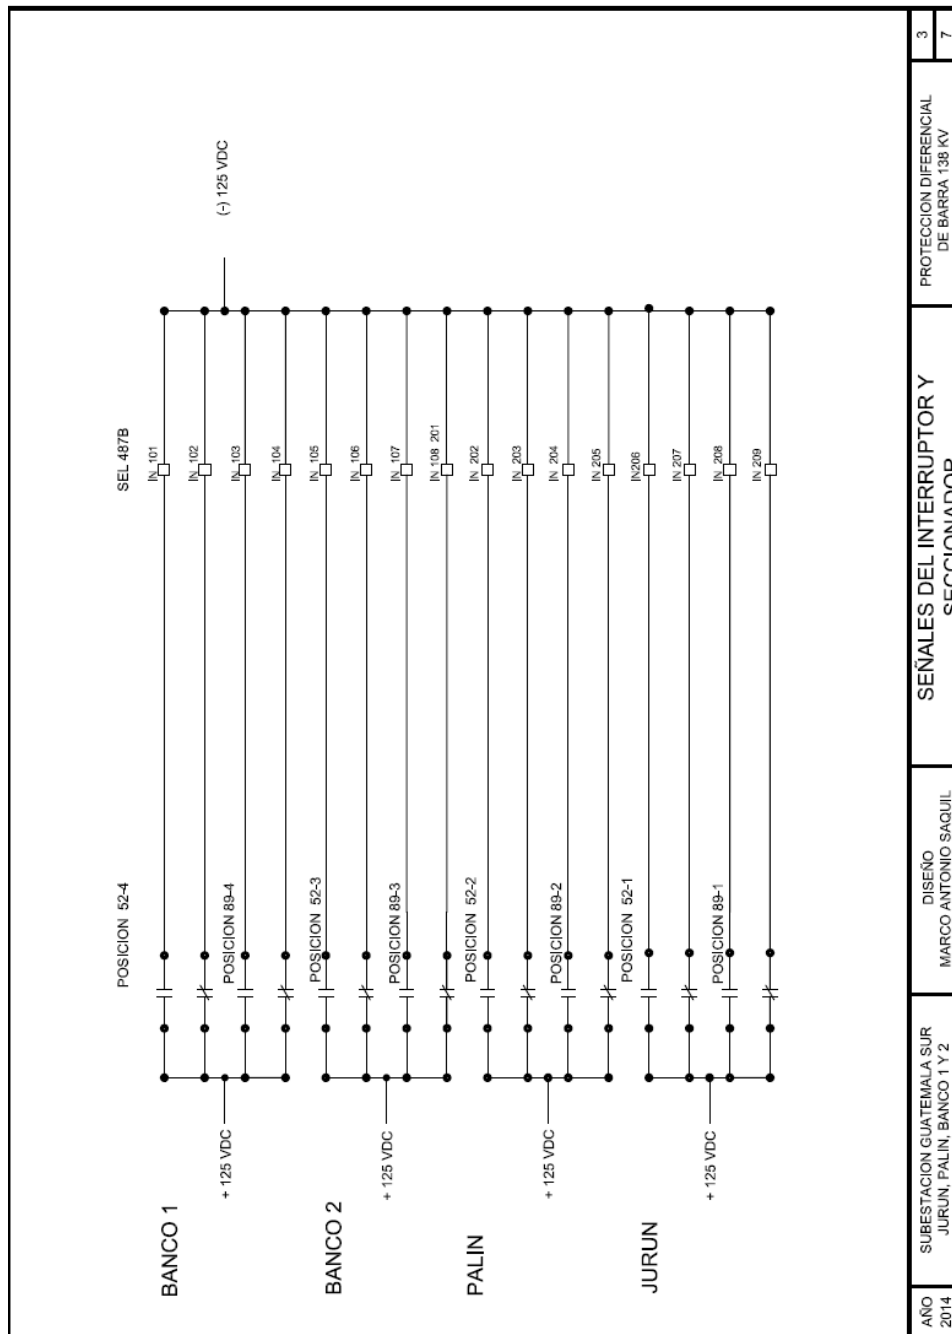 BANCO 1
+ 125 VDC
POSICION 52-4
POSICION 89-4
SEL 487B
IN 101
IN 102
IN 103
IN 104
(-) 125 VDC
BANCO 2
+ 125 VDC
POSICION 52-3
POSICION 89-3
IN 105
IN 106
IN 107
IN 108 201
PALIN
+ 125 VDC
POSICION 52-2
POSICION 89-2
IN 202
IN 203
IN 204
IN 205
JURUN
+ 125 VDC
POSICION 52-1
POSICION 89-1
IN206
IN 207
IN 208
IN 209
AÑO
2014
SUBESTACION GUATEMALA SUR
JURUN, PALIN, BANCO 1 Y 2
DISEÑO
MARCO ANTONIO SAQUIL
SEÑALES DEL INTERRUPTOR Y
SECCIONADOR
PROTECCION DIFERENCIAL
DE BARRA 138 KV
3
7